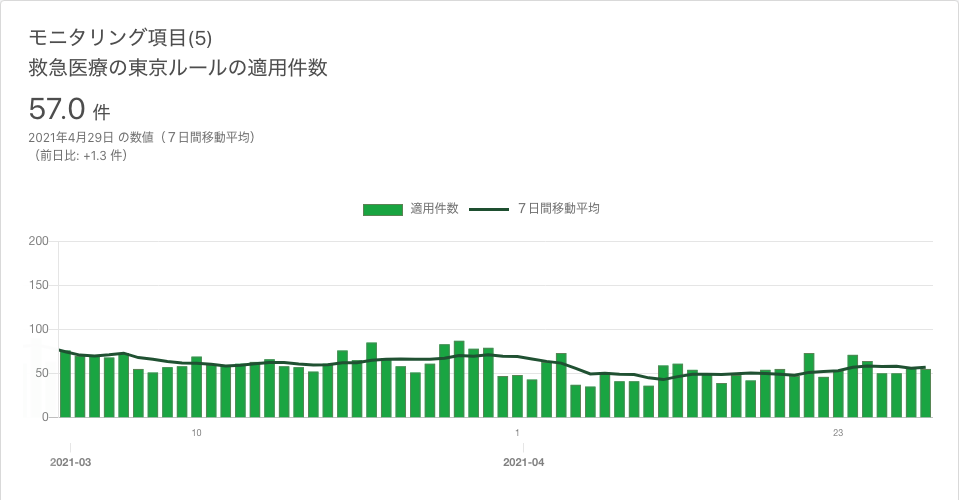 モニタリング項目(5)
救急医療の東京ルールの適用件数
57.0 件
2021年4月29日 の数値（７日間移動平均）
（前日比: +1.3 件）
適用件数 ７日間移動平均
200
150
100
50
0
10 1 23
2021-03 2021-04